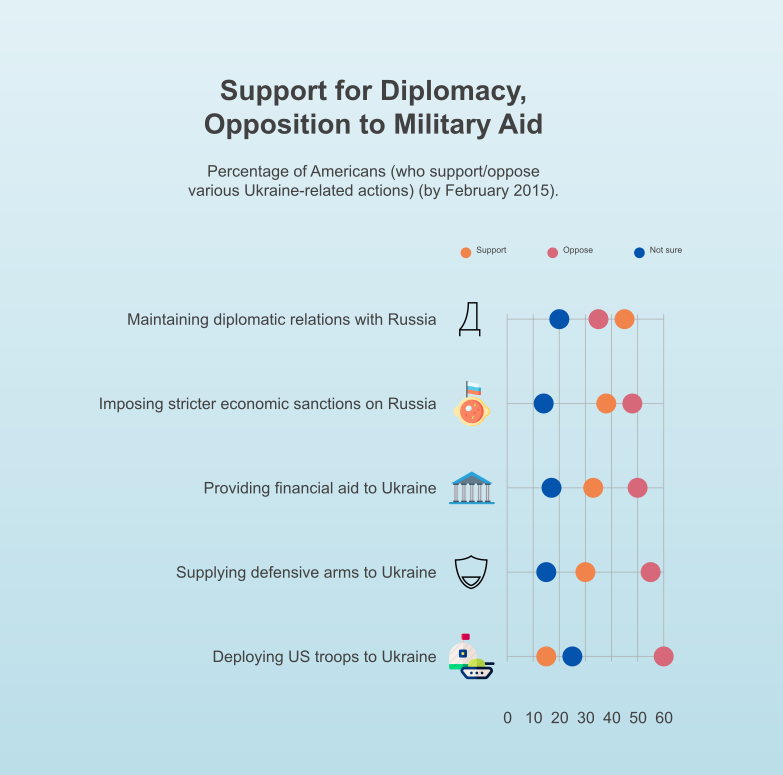 Support for Diplomacy,
Opposition to Military Aid
Percentage of Americans (who support/oppose
various Ukraine-related actions) (by February 2015).
Support Oppose Not sure
Maintaining diplomatic relations with Russia
Imposing stricter economic sanctions on Russia
Providing financial aid to Ukraine
Supplying defensive arms to Ukraine
Deploying US troops to Ukraine
0 10 20 30 40 50 60